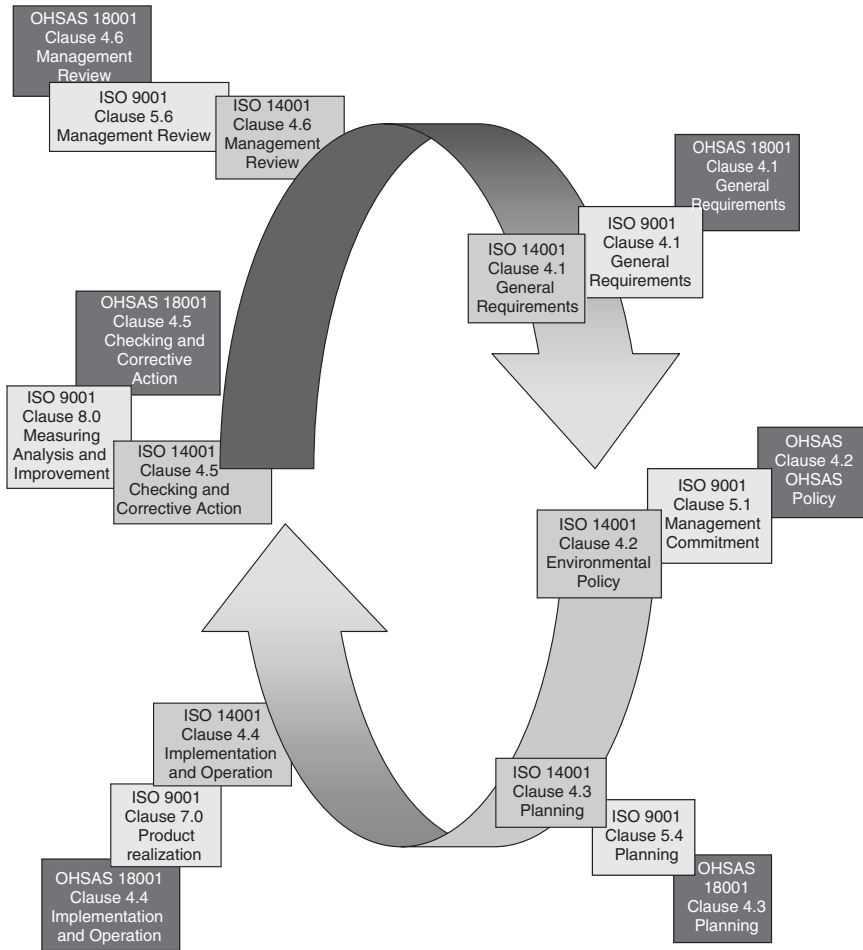 OHSAS 18001
Clause 4.6
Management
Review
ISO 9001
Clause 5.6
Management Review
ISO 14001
Clause 4.6
Management
Review
OHSAS 18001
Clause 4.1
General
Requirements
ISO 9001
Clause 4.1
General
Requirements
ISO 14001
Clause 4.1
General
Requirements
OHSAS 18001
Clause 4.5
Checking and
Corrective
Action
ISO 9001
Clause 8.0
Measuring
Analysis and
Improvement
ISO 14001
Clause 4.5
Checking and
Corrective Action
OHSAS
Clause 4.2
OHSAS
Policy
ISO 9001
Clause 5.1
Management
Commitment
ISO 14001
Clause 4.2
Environmental
Policy
ISO 14001
Clause 4.4
Implementation
and Operation
ISO 9001
Clause 7.0
Product
realization
OHSAS 18001
Clause 4.4
Implementation
and Operation
ISO 14001
Clause 4.3
Planning
ISO 9001
Clause 5.4
Planning
OHSAS
18001
Clause 4.3
Planning